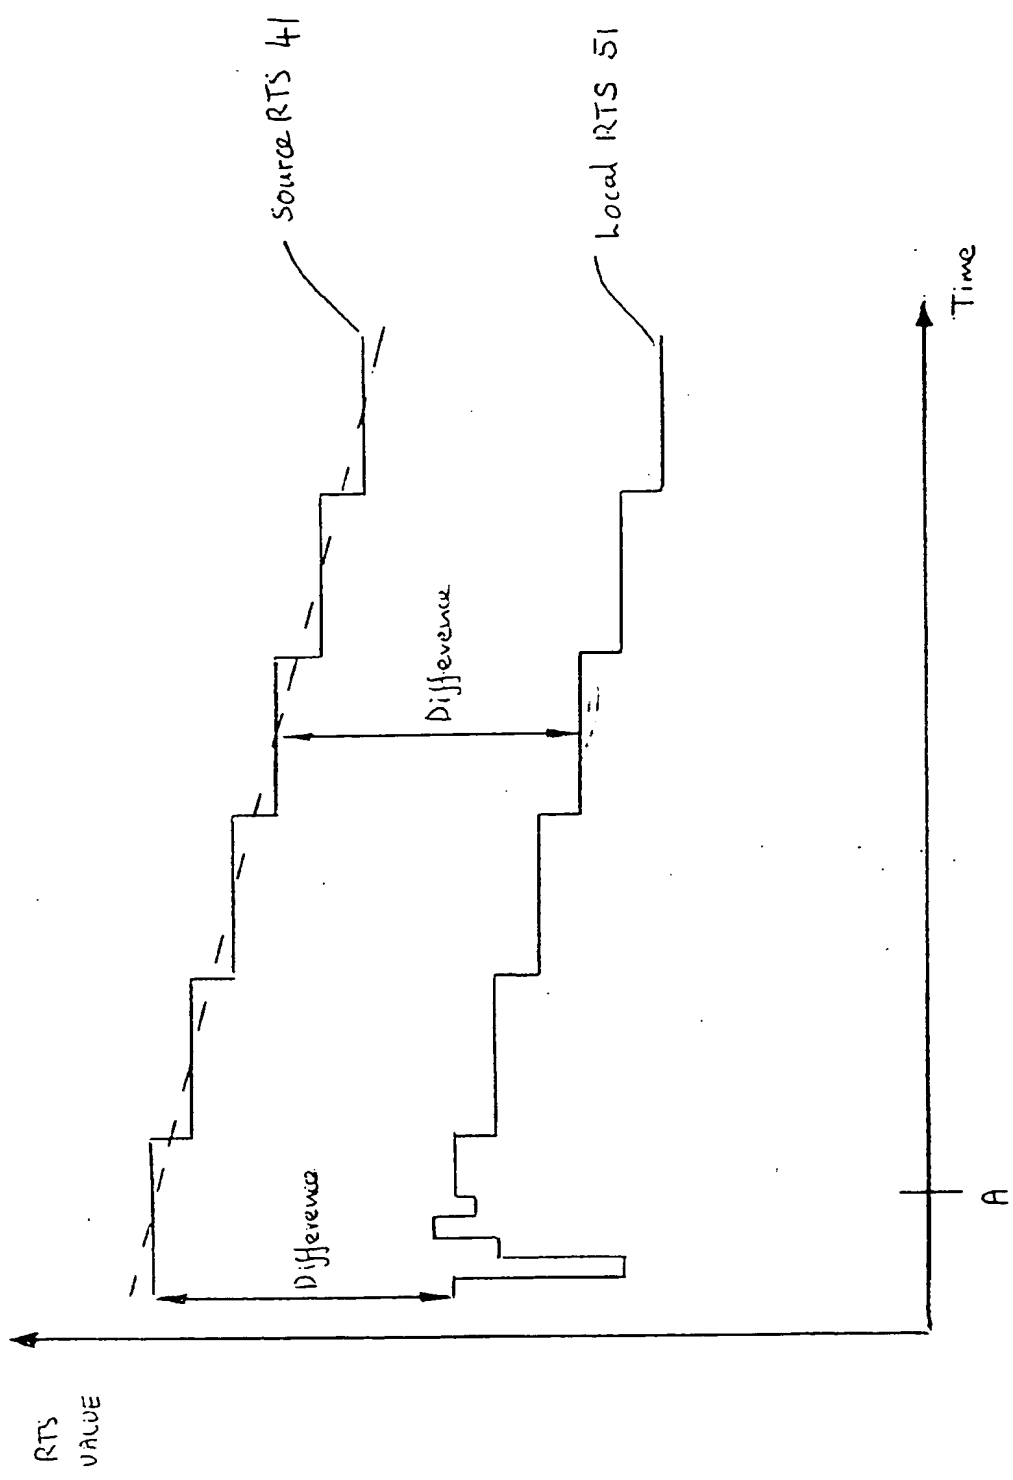 RTS
VALUE
Source RTS 41
Local RTS 51
Difference
Difference
A
Time